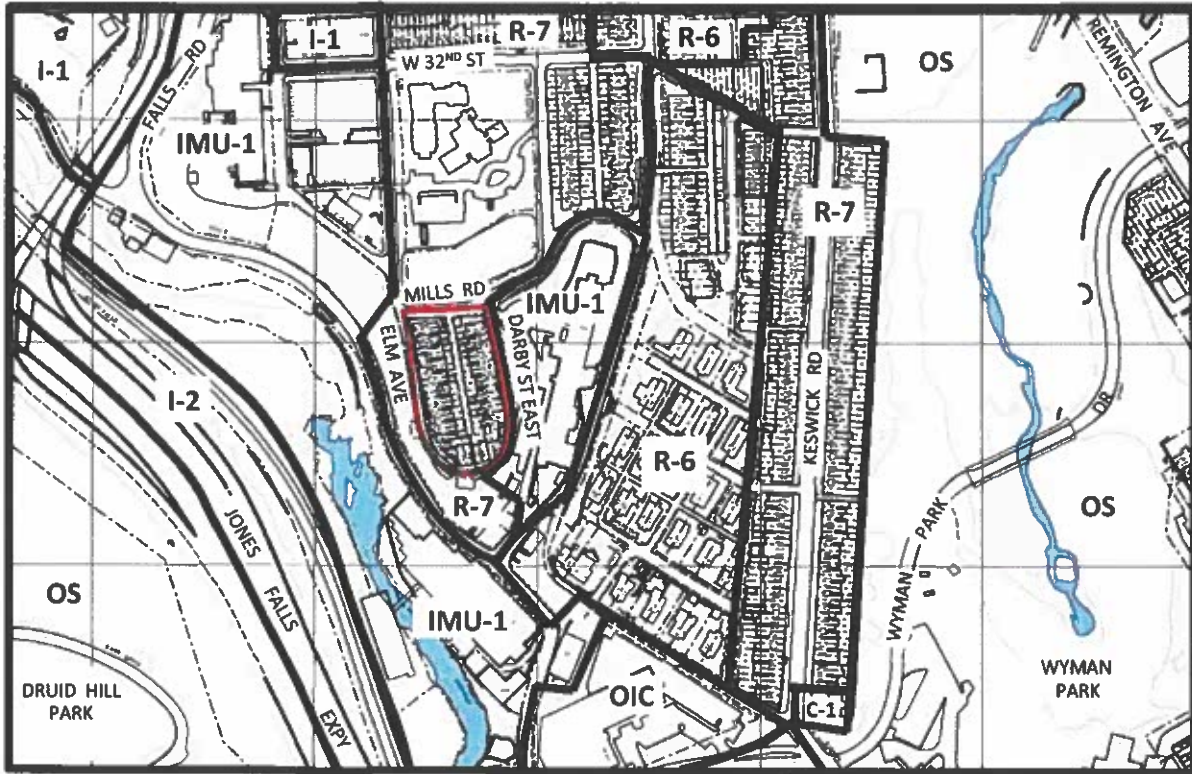 I-1
R-7
R-6
OS
REMINGTON AVE
I-1
FALLS RD
W 32ND ST
IMU-1
R-7
MILLS RD
IMU-1
ELM AVE
DARBY ST EAST
KESWICK RD
I-2
R-6
DR
R-7
OS
JONES
FALLS
EXPY
WYMAN PARK
OS
IMU-1
DRUID HILL
PARK
OIC
C-1
WYMAN
PARK